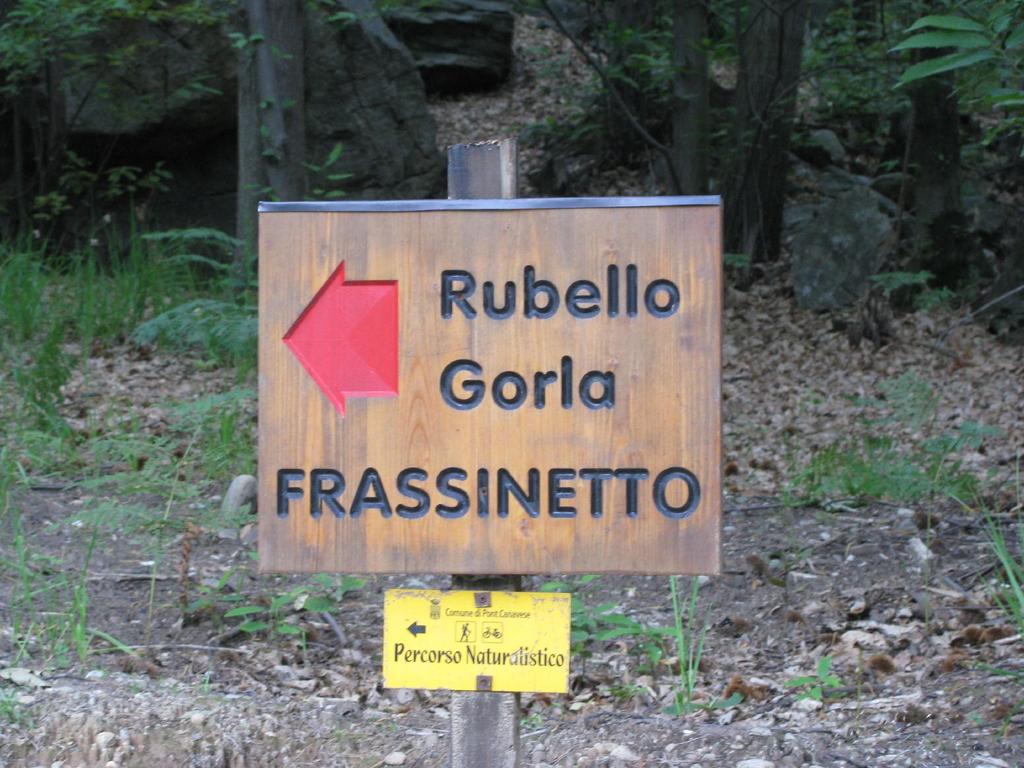 Rubello
Gorla
FRASSINETTO
Comune di Pont Canavese
Percorso Naturalistico